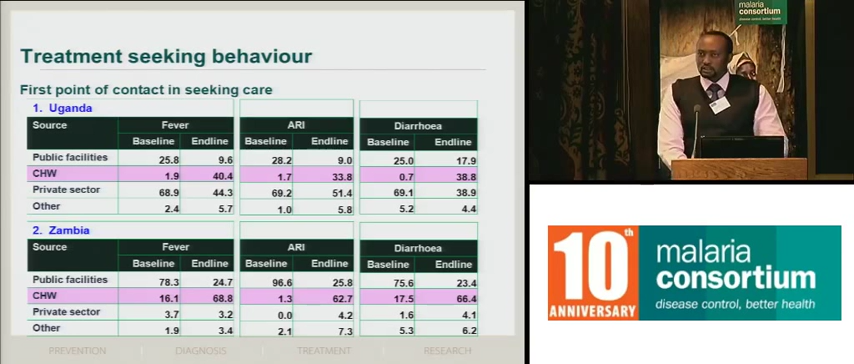 Treatment seeking behaviour
First point of contact in seeking care
1. Uganda
Source Fever ARI Diarrhoea
Baseline Endline Baseline Endline Baseline Endline
Public facilities 25.8 9.6 28.2 9.0 25.0 17.9
CHW 1.9 40.4 1.7 33.8 0.7 38.8
Private sector 68.9 44.3 69.2 51.4 69.1 38.9
Other 2.4 5.7 1.0 5.8 5.2 4.4
2. Zambia
Source Fever ARI Diarrhoea
Baseline Endline Baseline Endline Baseline Endline
Public facilities 78.3 24.7 96.6 25.8 75.6 23.4
CHW 16.1 68.8 1.3 62.7 17.5 66.4
Private sector 3.7 3.2 0.0 4.2 1.6 4.1
Other 1.9 3.4 2.1 7.3 5.3 6.2
PREVENTION DIAGNOSIS TREATMENT RESEARCH
malaria
consortium
disease control, better health
10th
ANNIVERSARY
malaria
consortium
disease control, better health